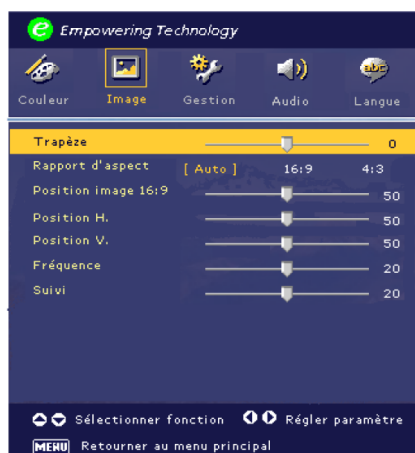 e Empowering Technology
Couleur Image Gestion Audio Langue
Trapèze 0
Rapport d'aspect [ Auto ] 16:9 4:3
Position image 16:9 50
Position H. 50
Position V. 50
Fréquence 20
Suivi 20
Sélectionner fonction Régler paramètre
MENU Retourner au menu principal